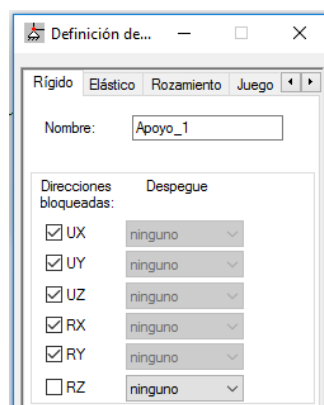 Definición de...
Rígido Elástico Rozamiento Juego
Nombre: Apoyo_1
Direcciones bloqueadas: Despegue
UX ninguno
UY ninguno
UZ ninguno
RX ninguno
RY ninguno
RZ ninguno